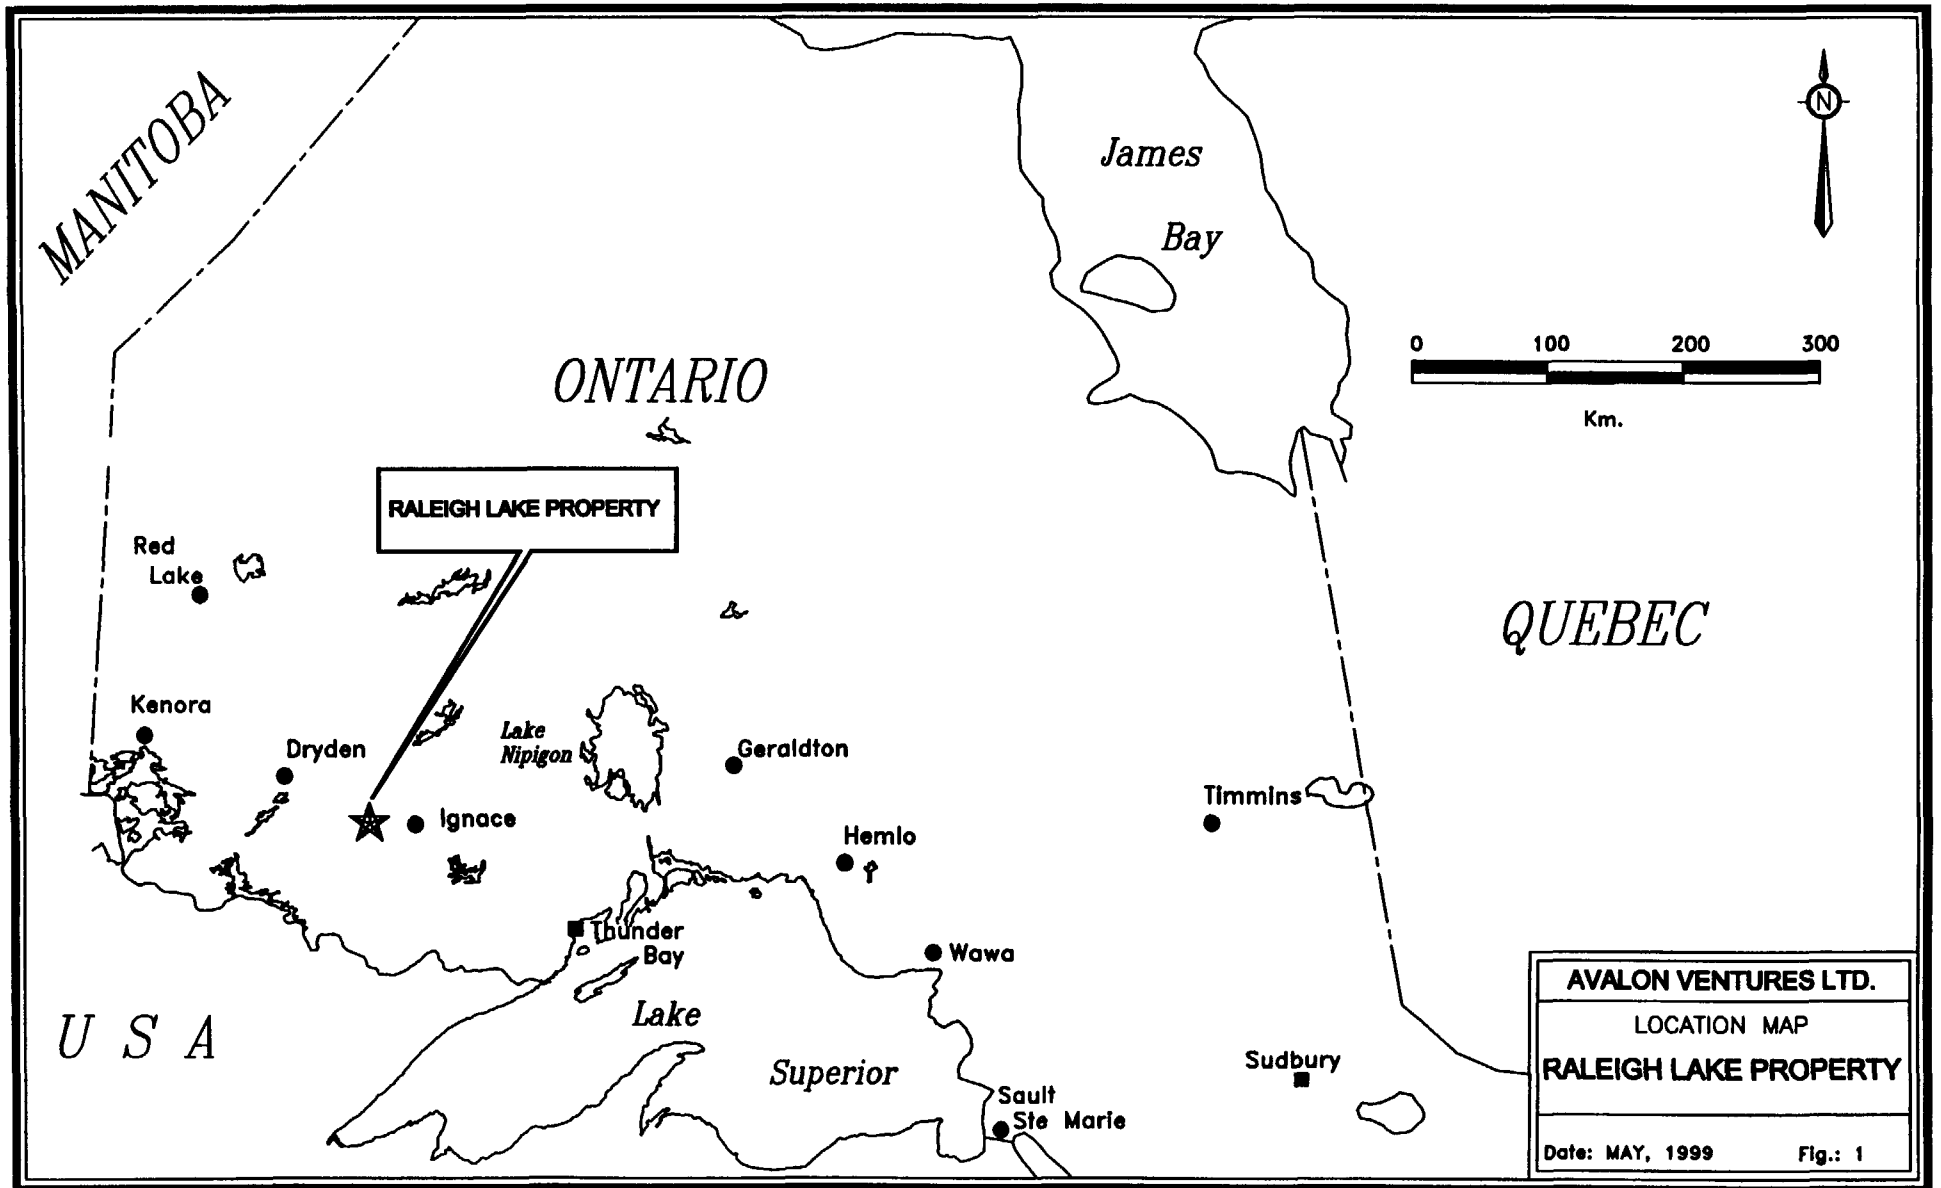 MANITOBA
N
James
Bay
0 100 200 300
Km.
ONTARIO
RALEIGH LAKE PROPERTY
Red
Lake
QUEBEC
Kenora
Dryden
Lake
Nipigon
Geraldton
Ignace
Timmins
Hemlo
Thunder
Bay
Wawa
U S A
Lake
Superior
Sudbury
Sault
Ste Marie
AVALON VENTURES LTD.
LOCATION MAP
RALEIGH LAKE PROPERTY
Date: MAY, 1999 Fig.: 1